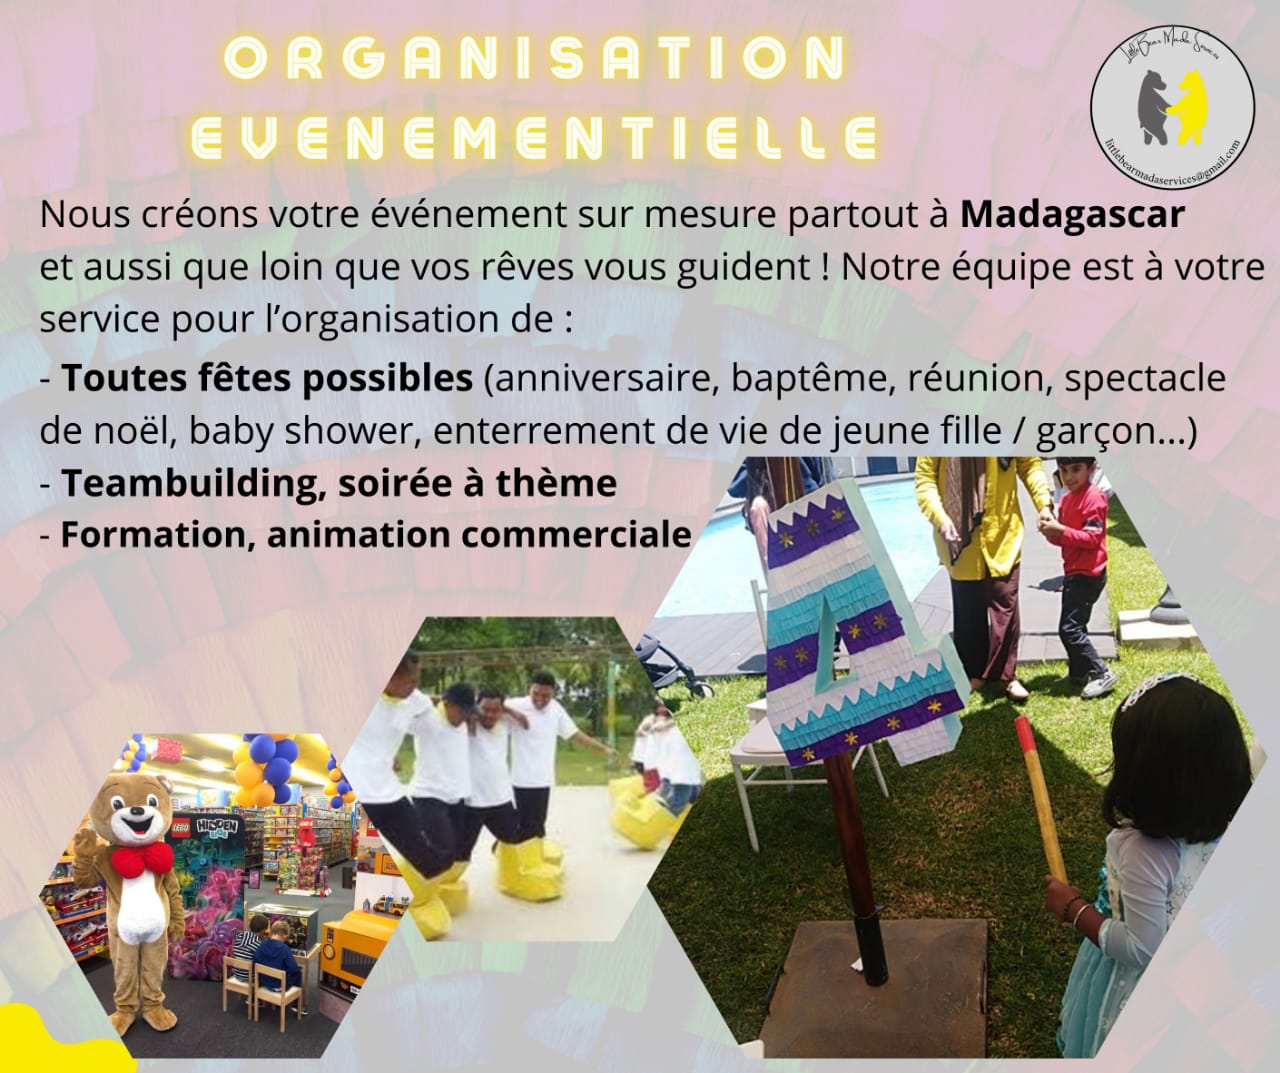 ORGANISATION
EVENEMENTIELLE
Little Bear Mada Services
littlebearmadaservices@gmail.com
Nous créons votre événement sur mesure partout à Madagascar
et aussi que loin que vos rêves vous guident ! Notre équipe est à votre
service pour l’organisation de :
- Toutes fêtes possibles (anniversaire, baptême, réunion, spectacle
de noël, baby shower, enterrement de vie de jeune fille / garçon...)
- Teambuilding, soirée à thème
- Formation, animation commerciale
4
LEGO HIDDEN